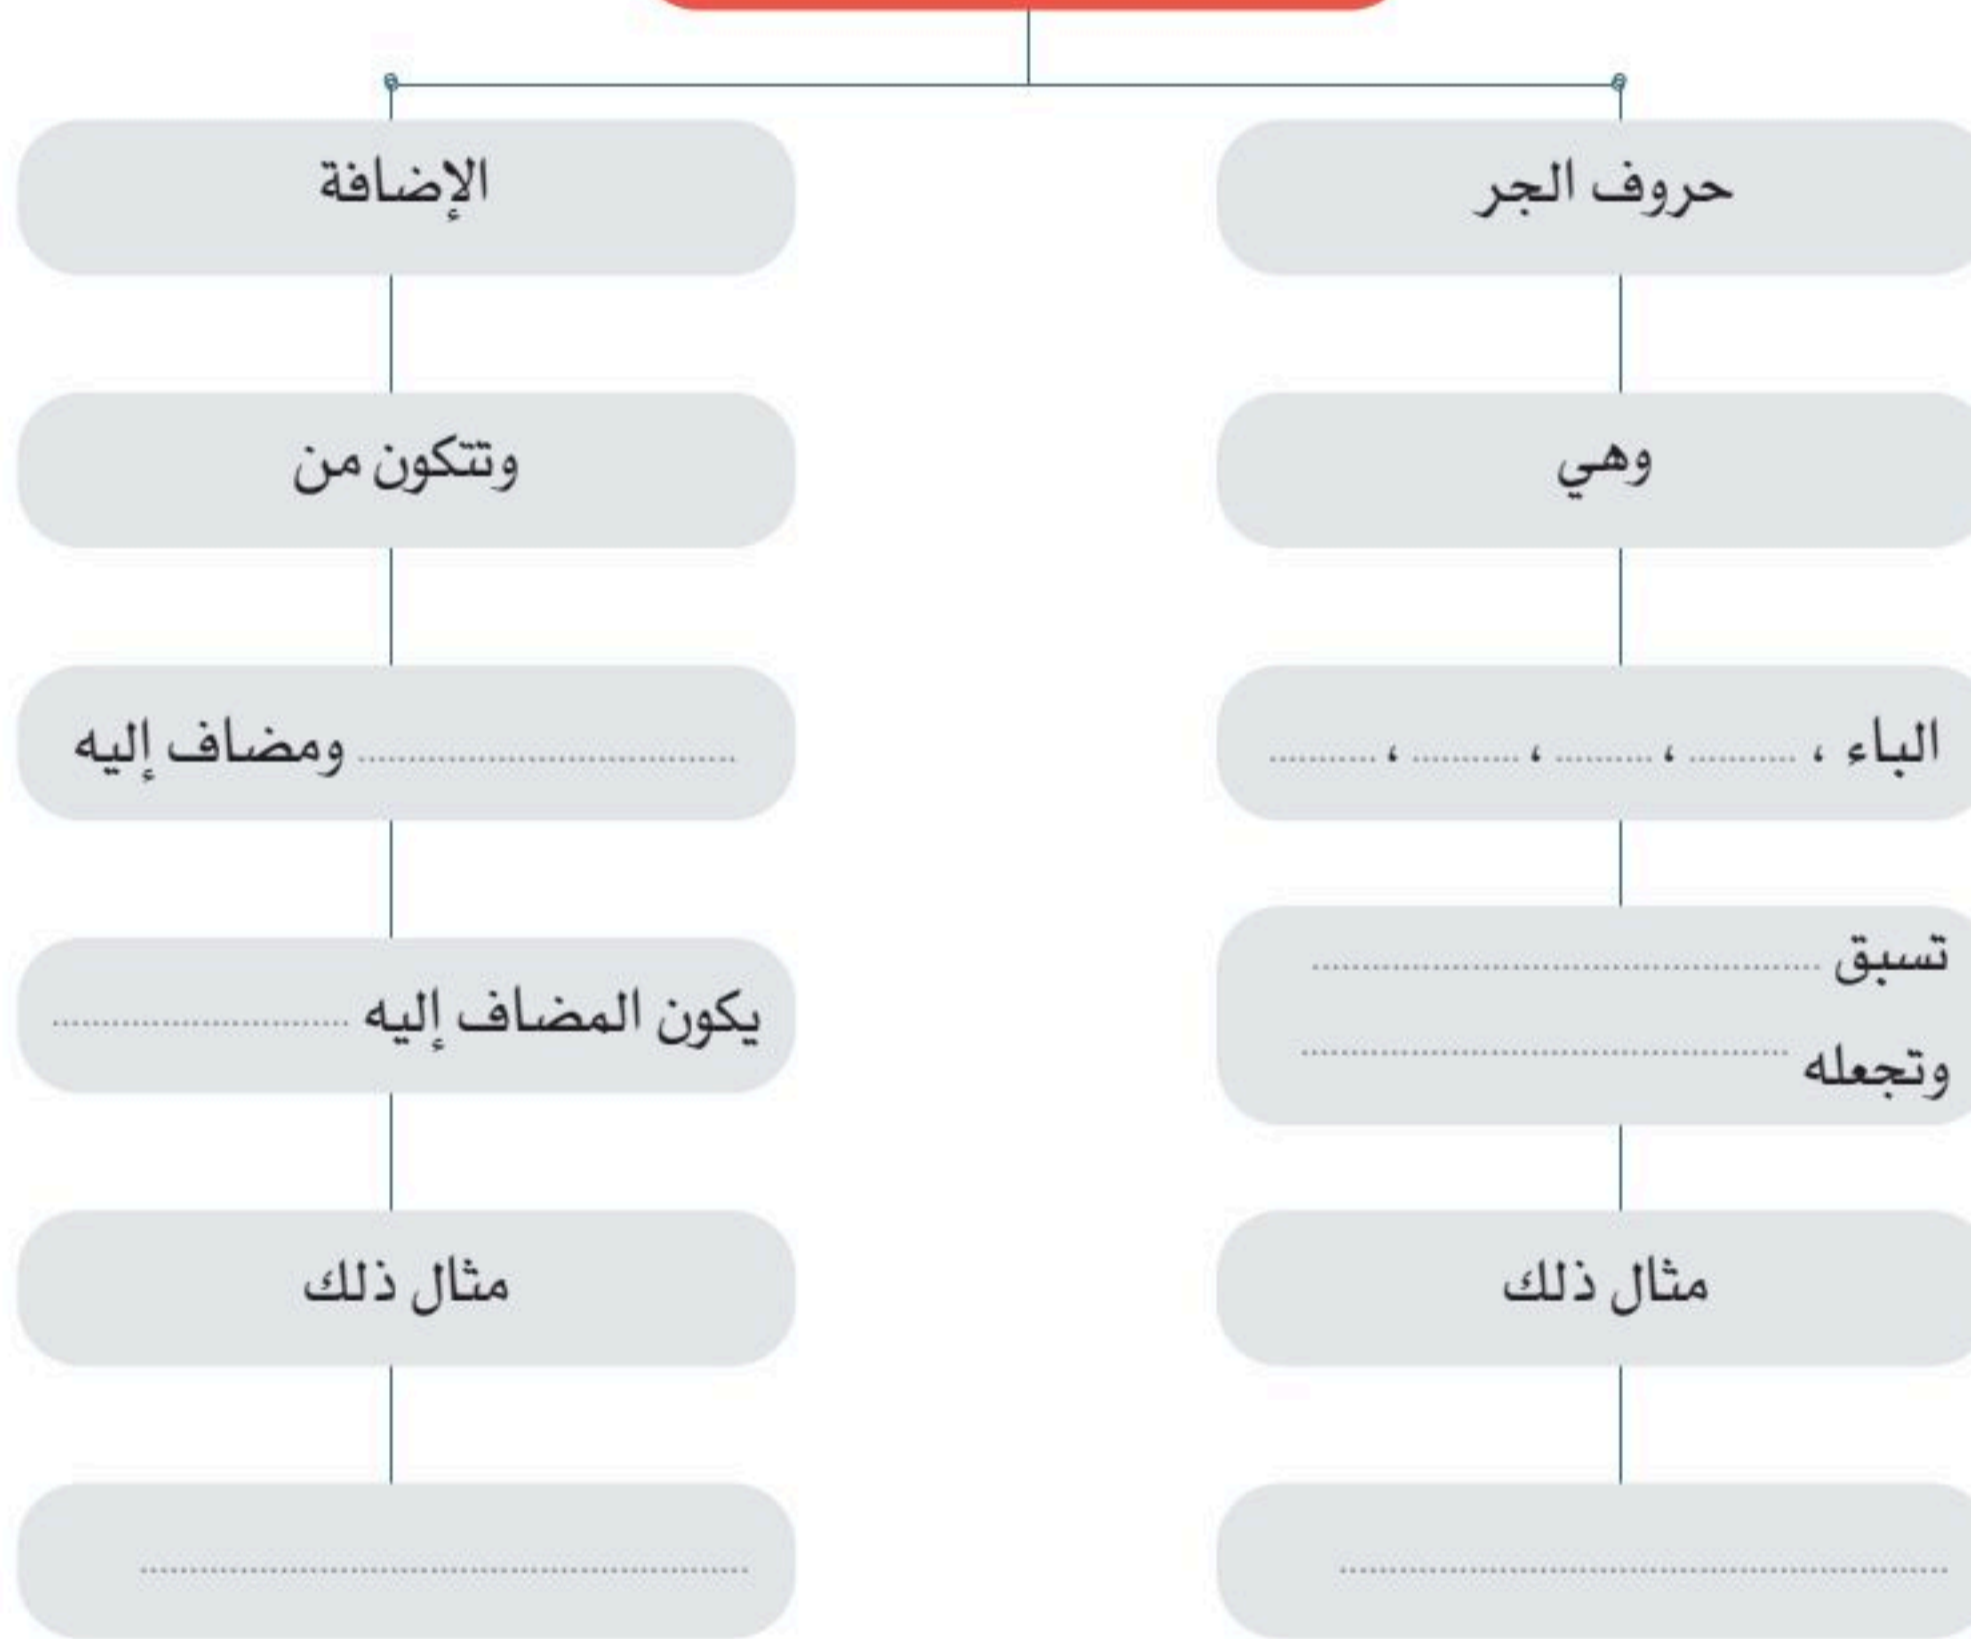 حروف الجر
وهي
الباء ، .......... ، .......... ، .......... ، ..........
تسبق ..........
وتجعله ..........
مثال ذلك
..........
الإضافة
وتتكون من
.......... ومضاف إليه
يكون المضاف إليه ..........
مثال ذلك
..........